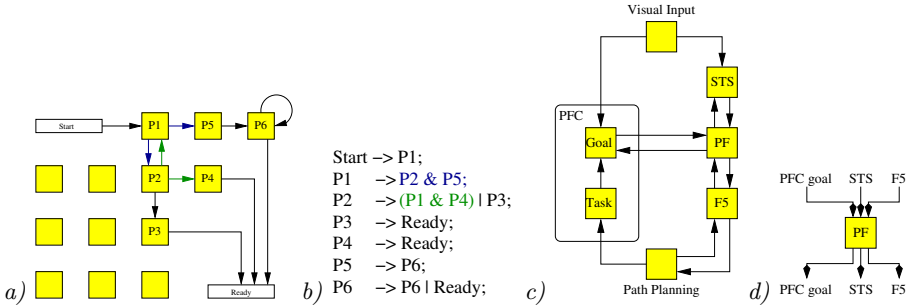 Start
P1
P5
P6
P2
P4
P3
Ready
a)
Start –> P1;
P1 –> P2 & P5;
P2 –> (P1 & P4) | P3;
P3 –> Ready;
P4 –> Ready;
P5 –> P6;
P6 –> P6 | Ready;
b)
Visual Input
STS
PFC
Goal
PF
Task
F5
Path Planning
c)
PFC goal STS F5
PF
PFC goal STS F5
d)